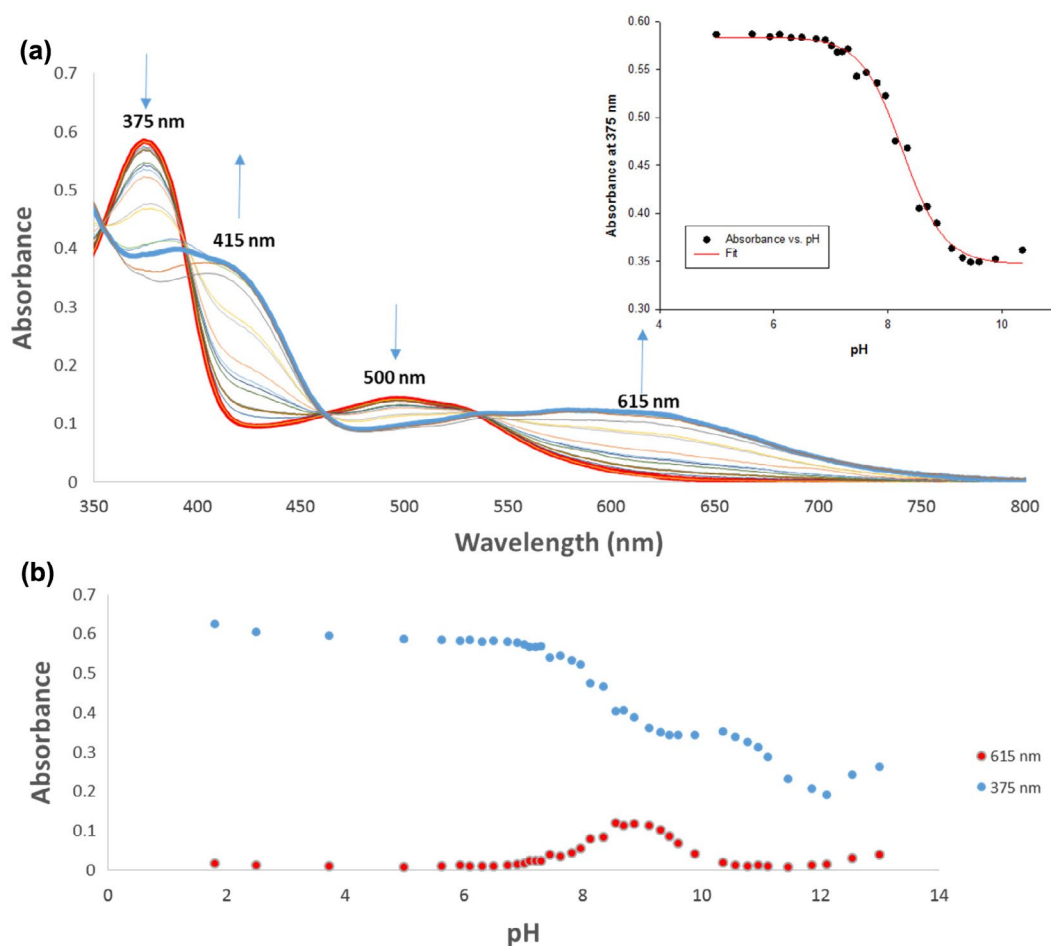 (a)
0.7
0.6
0.5
0.4
0.3
0.2
0.1
0
Absorbance
375 nm
415 nm
500 nm
615 nm
350 400 450 500 550 600 650 700 750 800
Wavelength (nm)
0.60
0.55
0.50
0.45
0.40
0.35
0.30
Absorbance at 375 nm
Absorbance vs. pH
Fit
4 6 8 10
pH
(b)
0.7
0.6
0.5
0.4
0.3
0.2
0.1
0
Absorbance
615 nm
375 nm
0 2 4 6 8 10 12 14
pH